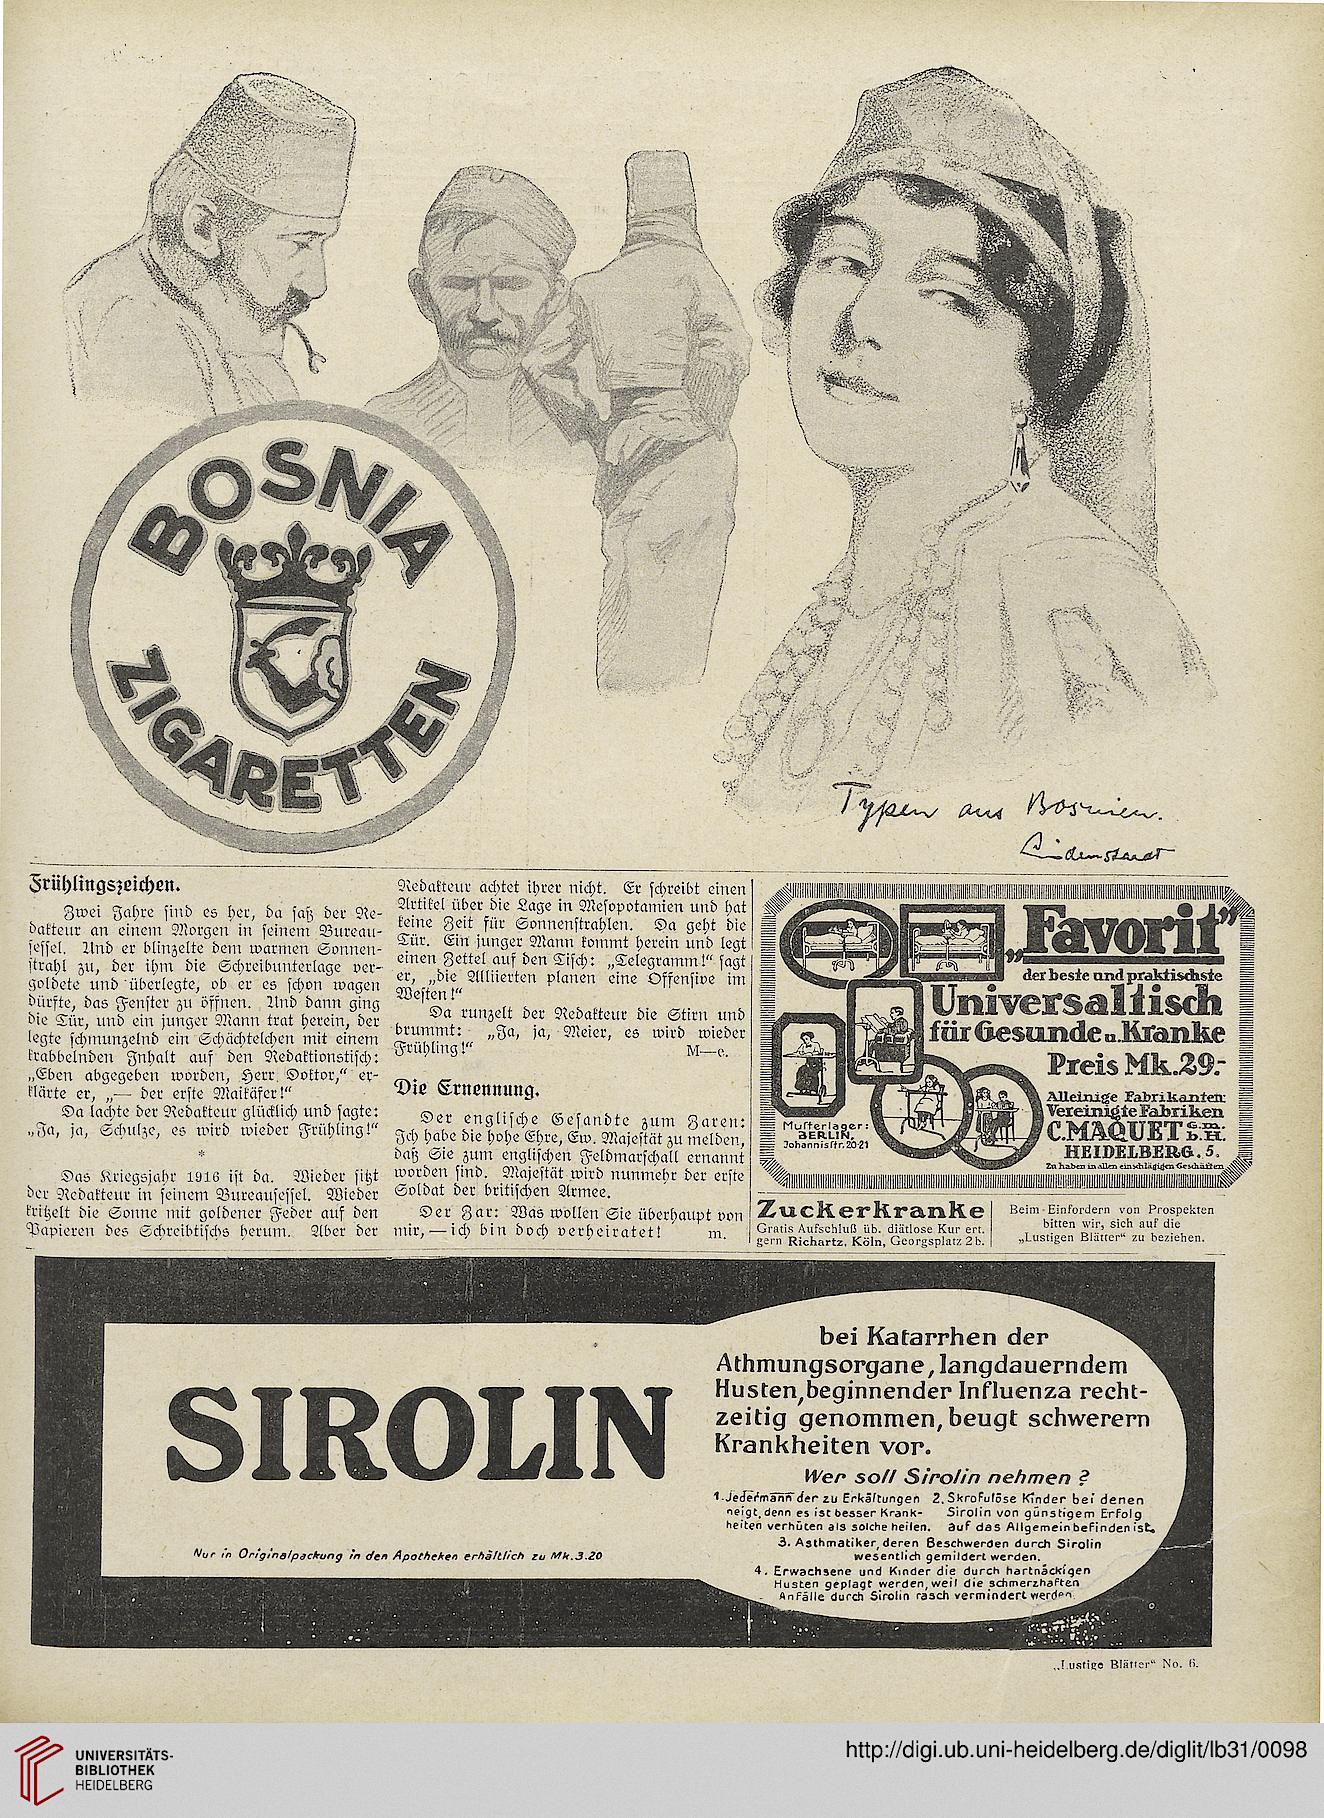 BOSNIA
ZIGARETTEN
Typen aus Bosnien.
Lindenstaedt
Frühlingszeichen.
Zwei Jahre sind es her, da saß der Re-
dakteur an einem Morgen in seinem Bureau-
sessel. Und er blinzelte dem warmen Sonnen-
strahl zu, der ihm die Schreibunterlage ver-
goldete und überlegte, ob er es schon wagen
dürfte, das Fenster zu öffnen. Und dann ging
die Tür, und ein junger Mann trat herein, der
legte schmunzelnd ein Schächtelchen mit einem
krabbelnden Inhalt auf den Redaktionstisch:
„Eben abgegeben worden, Herr Doktor,“ er-
klärte er, „— der erste Maikäfer!“
Da lachte der Redakteur glücklich und sagte:
„Ja, ja, Schulze, es wird wieder Frühling!“
*
Das Kriegsjahr 1916 ist da. Wieder sitzt
der Redakteur in seinem Bureausessel. Wieder
kritzelt die Sonne mit goldener Feder auf den
Papieren des Schreibtischs herum. Aber der
Redakteur achtet ihrer nicht. Er schreibt einen
Artikel über die Lage in Mesopotamien und hat
keine Zeit für Sonnenstrahlen. Da geht die
Tür. Ein junger Mann kommt herein und legt
einen Zettel auf den Tisch: „Telegramm!“ sagt
er, „die Alliierten planen eine Offensive im
Westen!“
Da runzelt der Redakteur die Stirn und
brummt: „Ja, ja, Meier, es wird wieder
Frühling!“ M—e.
Die Ernennung.
Der englische Gesandte zum Zaren:
Ich habe die hohe Ehre, Ew. Majestät zu melden,
daß Sie zum englischen Feldmarschall ernannt
worden sind. Majestät wird nunmehr der erste
Soldat der britischen Armee.
Der Zar: Was wollen Sie überhaupt von
mir, — ich bin doch verheiratet! m.
„Favorit“
der beste und praktischste
Universaltisch
für Gesunde u. Kranke
Preis Mk. 29.-
Alleinige Fabrikanten:
Vereinigte Fabriken
C. MAQUET G.m.b.H.
HEIDELBERG. 5.
Zu haben in allen einschlägigen Geschäften
Musterlager:
BERLIN,
Johannisstr. 20-21
Zuckerkranke
Gratis Aufschluß üb. diätlose Kur ert.
gern Richartz, Köln, Georgsplatz 2b.
Beim Einfordern von Prospekten
bitten wir, sich auf die
„Lustigen Blätter“ zu beziehen.
SIROLIN
Nur in Originalpackung in den Apotheken erhältlich zu Mk. 3.20
bei Katarrhen der
Athmungsorgane, langdauerndem
Husten, beginnender Influenza recht-
zeitig genommen, beugt schwerern
Krankheiten vor.
Wer soll Sirolin nehmen?
1. Jedermann der zu Erkältungen
neigt, denn es ist besser Krank-
heiten verhüten als solche heilen.
2. Skrofulöse Kinder bei denen
Sirolin von günstigem Erfolg
auf das Allgemeinbefinden ist.
3. Asthmatiker, deren Beschwerden durch Sirolin
wesentlich gemildert werden.
4. Erwachsene und Kinder die durch hartnäckigen
Husten geplagt werden, weil die schmerzhaften
Anfälle durch Sirolin rasch vermindert werden.
„Lustige Blätter“ No. 6.
UNIVERSITÄTS-
BIBLIOTHEK
HEIDELBERG
http://digi.ub.uni-heidelberg.de/diglit/lb31/0098